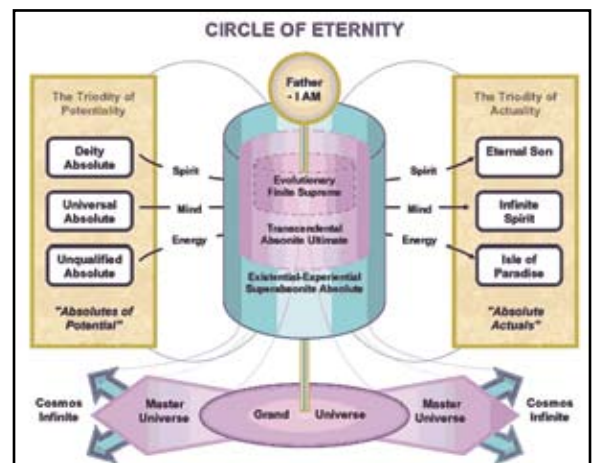 CIRCLE OF ETERNITY
Father
- I AM
The Triodity of
Potentiality
Deity
Absolute
Universal
Absolute
Unqualified
Absolute
"Absolutes of
Potential"
Spirit
Mind
Energy
Evolutionary
Finite Supreme
Transcendental
Absonite Ultimate
Existential-Experiential
Superabsonite Absolute
Spirit
Mind
Energy
The Triodity of
Actuality
Eternal Son
Infinite
Spirit
Isle of
Paradise
"Absolute
Actuals"
Cosmos
Infinite
Master
Universe
Grand Universe
Master
Universe
Cosmos
Infinite